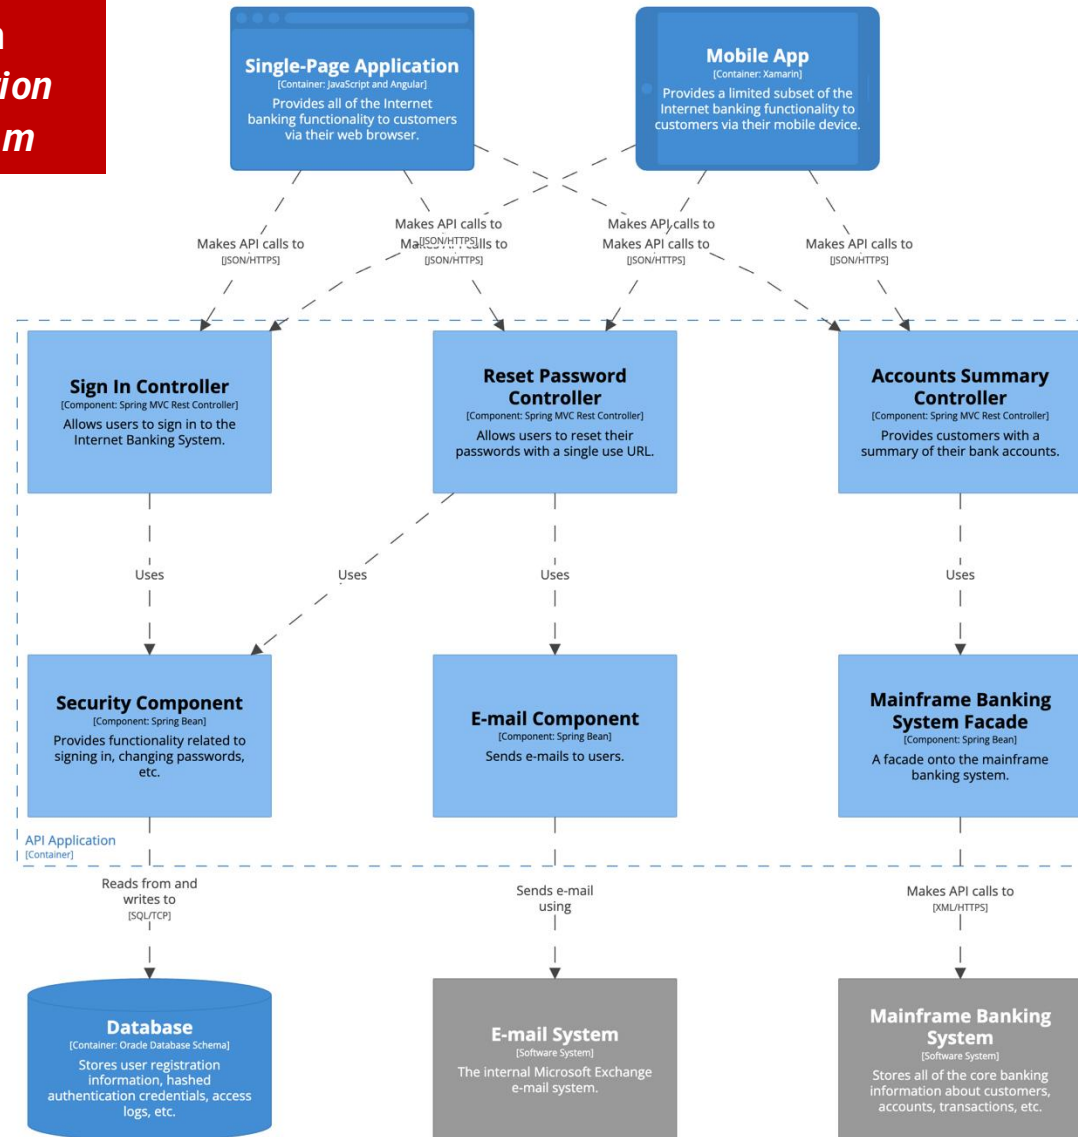 n
ion
m
Single-Page Application
[Container: JavaScript and Angular]
Provides all of the Internet
banking functionality to customers
via their web browser.
Mobile App
[Container: Xamarin]
Provides a limited subset of the
Internet banking functionality to
customers via their mobile device.
Makes API calls to
[JSON/HTTPS]
Makes API calls to
[JSON/HTTPS]
Makes API calls to
[JSON/HTTPS]
Makes API calls to
Makes API calls to
[JSON/HTTPS]
Makes API calls to
[JSON/HTTPS]
Sign In Controller
[Component: Spring MVC Rest Controller]
Allows users to sign in to the
Internet Banking System.
Reset Password
Controller
[Component: Spring MVC Rest Controller]
Allows users to reset their
passwords with a single use URL.
Accounts Summary
Controller
[Component: Spring MVC Rest Controller]
Provides customers with a
summary of their bank accounts.
Uses
Uses
Uses
Uses
Security Component
[Component: Spring Bean]
Provides functionality related to
signing in, changing passwords,
etc.
E-mail Component
[Component: Spring Bean]
Sends e-mails to users.
Mainframe Banking
System Facade
[Component: Spring Bean]
A facade onto the mainframe
banking system.
API Application
[Container]
Reads from and
writes to
[SQL/TCP]
Sends e-mail
using
Makes API calls to
[XML/HTTPS]
Database
[Container: Oracle Database Schema]
Stores user registration
information, hashed
authentication credentials, access
logs, etc.
E-mail System
[Software System]
The internal Microsoft Exchange
e-mail system.
Mainframe Banking
System
[Software System]
Stores all of the core banking
information about customers,
accounts, transactions, etc.